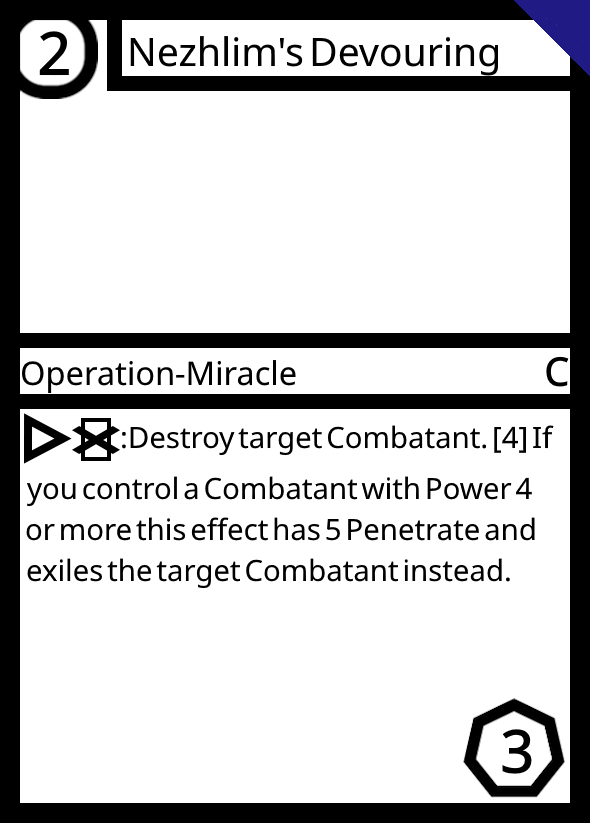 2
Nezhlim's Devouring
Operation-Miracle
C
:Destroy target Combatant. [4] If
you control a Combatant with Power 4
or more this effect has 5 Penetrate and
exiles the target Combatant instead.
3